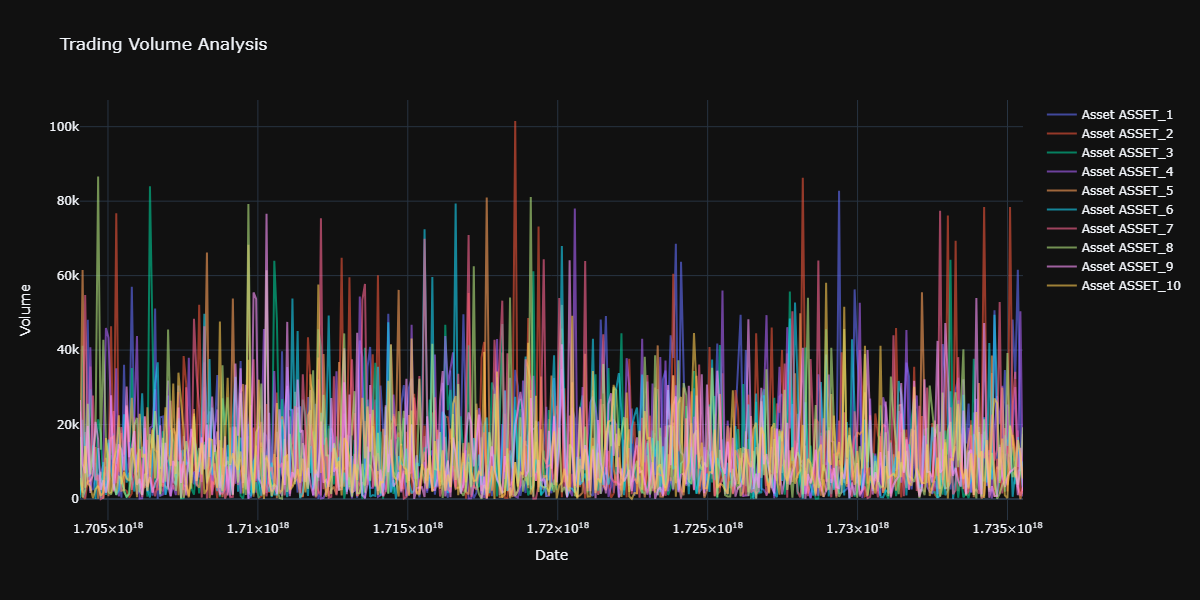 Trading Volume Analysis
100k
80k
60k
40k
20k
0
Volume
1.705×10¹⁸
1.71×10¹⁸
1.715×10¹⁸
1.72×10¹⁸
1.725×10¹⁸
1.73×10¹⁸
1.735×10¹⁸
Date
Asset ASSET_1
Asset ASSET_2
Asset ASSET_3
Asset ASSET_4
Asset ASSET_5
Asset ASSET_6
Asset ASSET_7
Asset ASSET_8
Asset ASSET_9
Asset ASSET_10